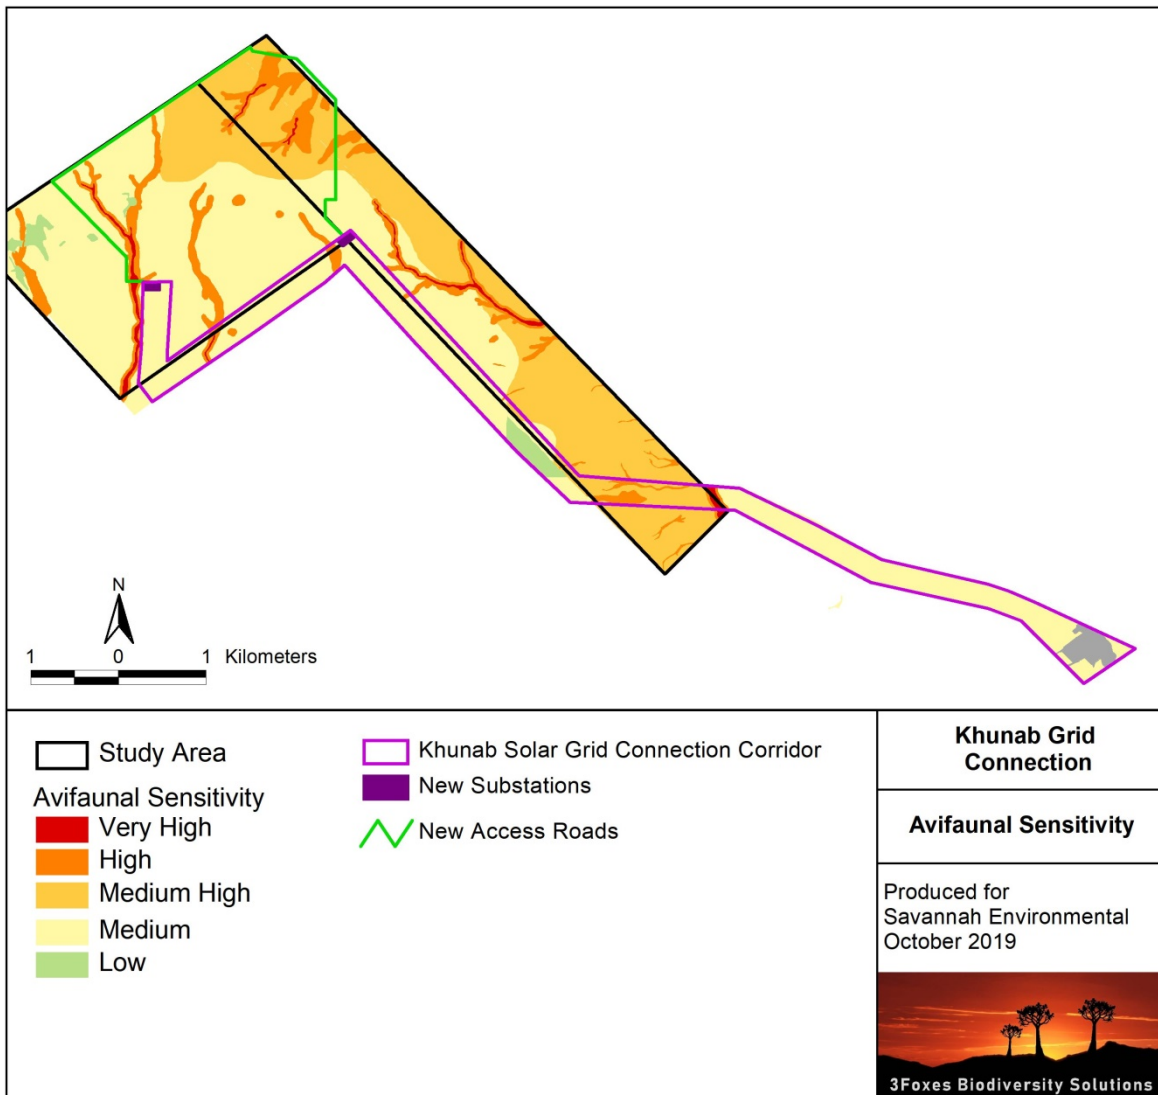 N
1 0 1 Kilometers
Study Area
Avifaunal Sensitivity
Very High
High
Medium High
Medium
Low
Khunab Solar Grid Connection Corridor
New Substations
New Access Roads
Khunab Grid
Connection
Avifaunal Sensitivity
Produced for
Savannah Environmental
October 2019
3Foxes Biodiversity Solutions